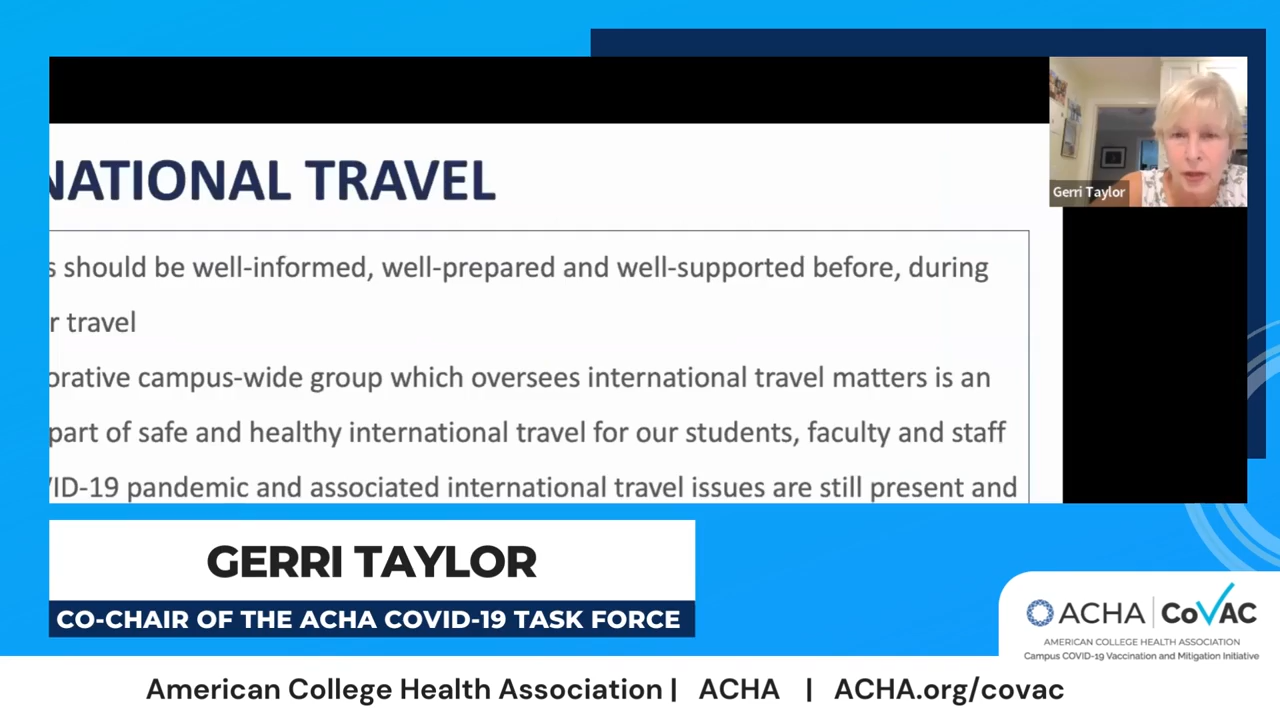 NATIONAL TRAVEL
should be well-informed, well-prepared and well-supported before, during
travel
campus-wide group which oversees international travel matters is an
part of safe and healthy international travel for our students, faculty and staff
VID-19 pandemic and associated international travel issues are still present and
Gerri Taylor
GERRI TAYLOR
CO-CHAIR OF THE ACHA COVID-19 TASK FORCE
ACHA | CoVAC
AMERICAN COLLEGE HEALTH ASSOCIATION
Campus COVID-19 Vaccination and Mitigation Initiative
American College Health Association | ACHA | ACHA.org/covac